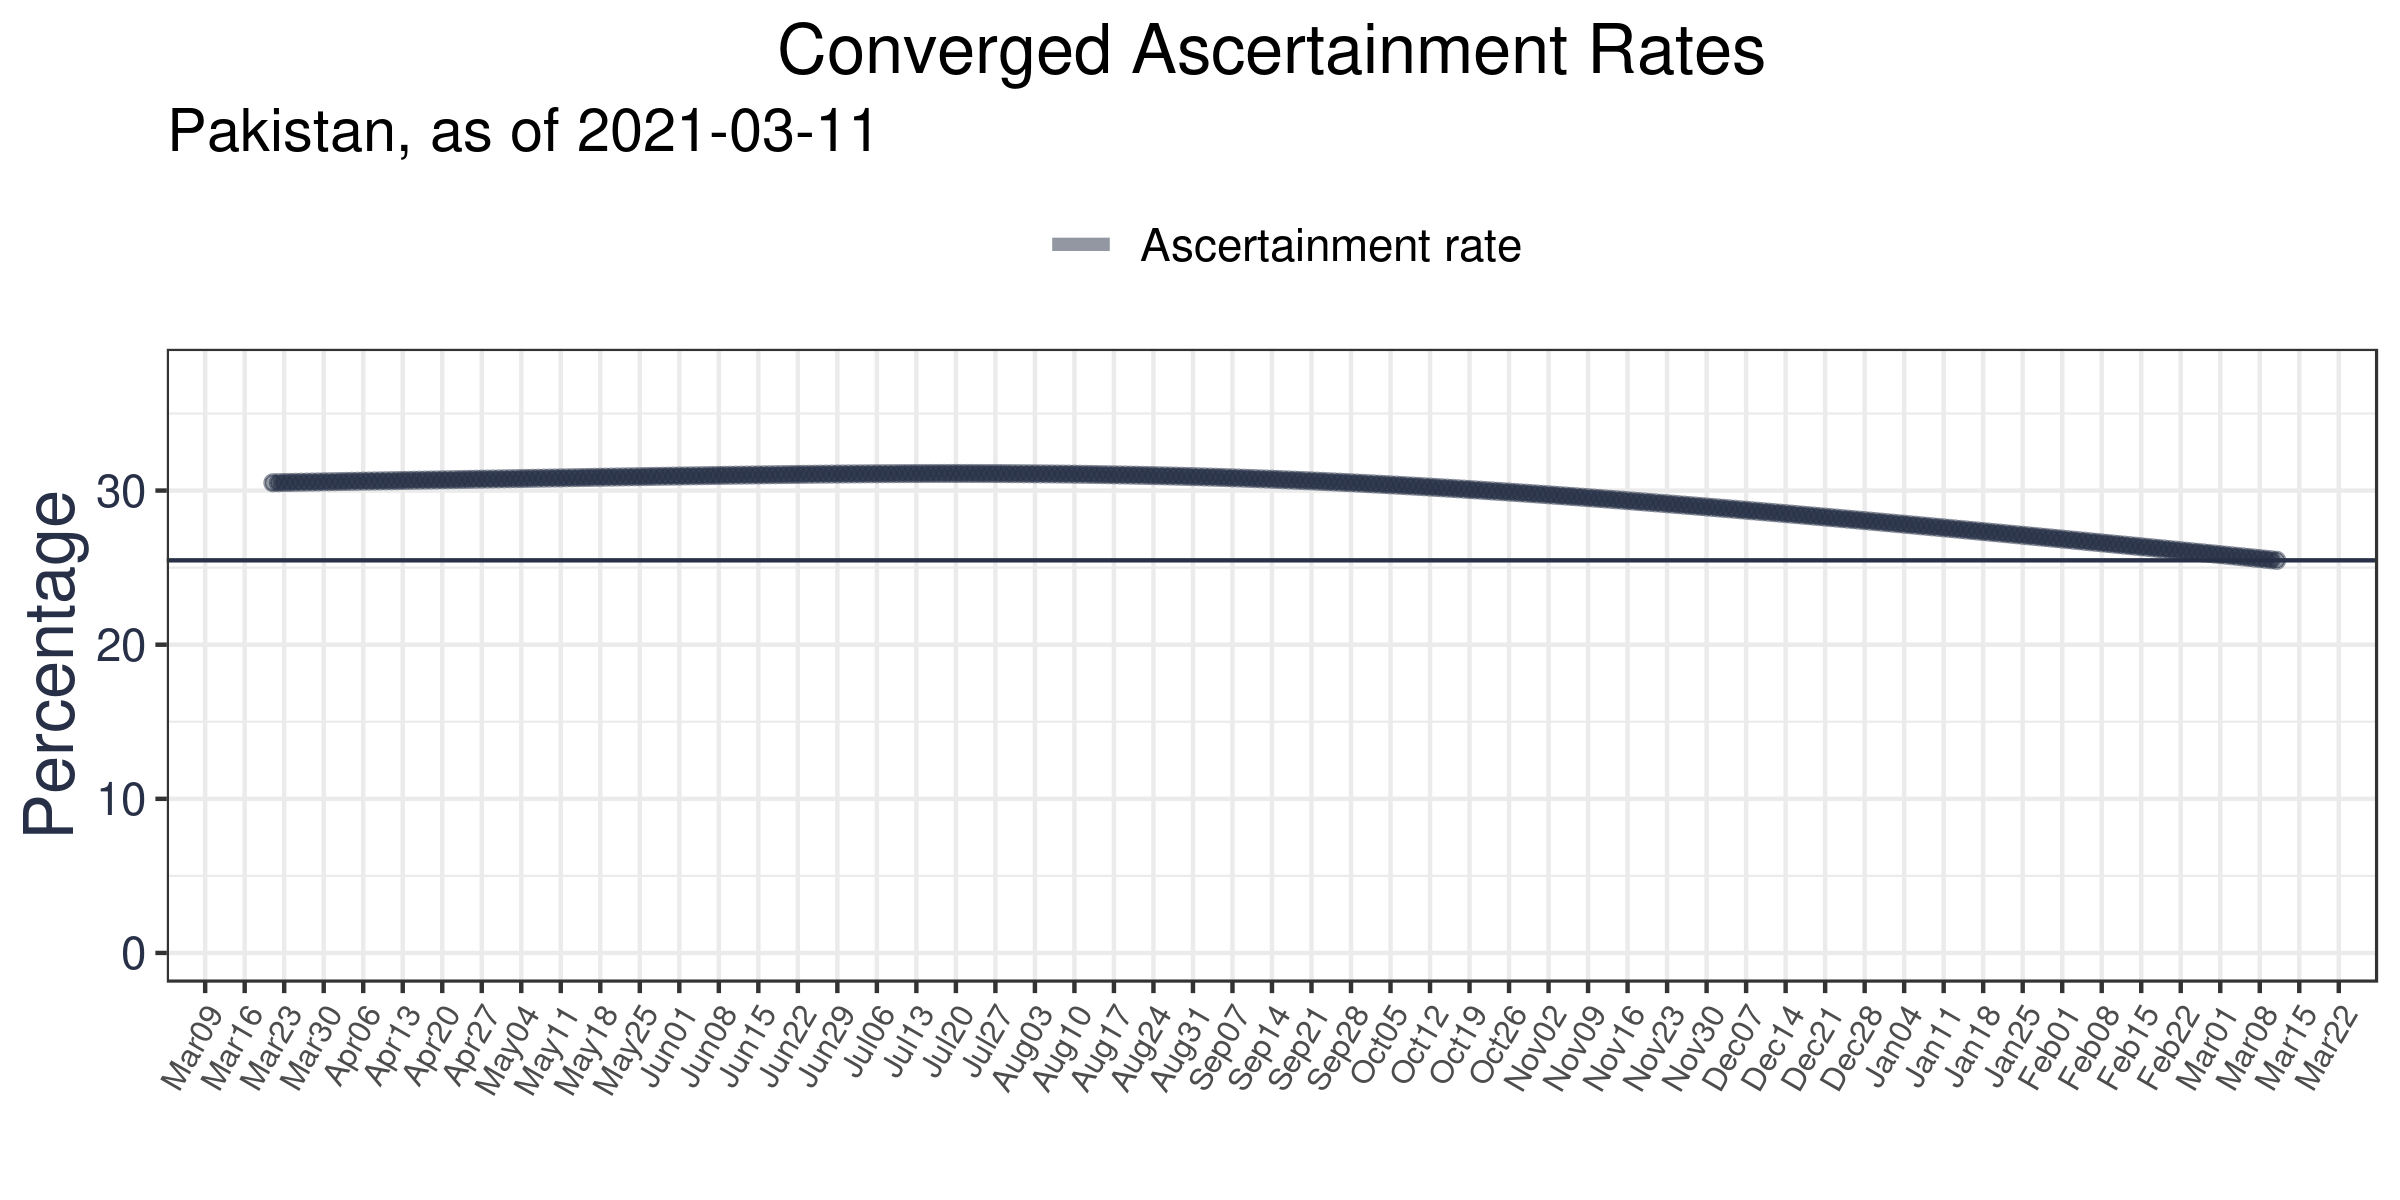 Converged Ascertainment Rates
Pakistan, as of 2021-03-11
Ascertainment rate
Percentage
30
20
10
0
Mar09 Mar16 Mar23 Mar30 Apr06 Apr13 Apr20 Apr27 May04 May11 May18 May25 Jun01 Jun08 Jun15 Jun22 Jun29 Jul06 Jul13 Jul20 Jul27 Aug03 Aug10 Aug17 Aug24 Aug31 Sep07 Sep14 Sep21 Sep28 Oct05 Oct12 Oct19 Oct26 Nov02 Nov09 Nov16 Nov23 Nov30 Dec07 Dec14 Dec21 Dec28 Jan04 Jan11 Jan18 Jan25 Feb01 Feb08 Feb15 Feb22 Mar01 Mar08 Mar15 Mar22